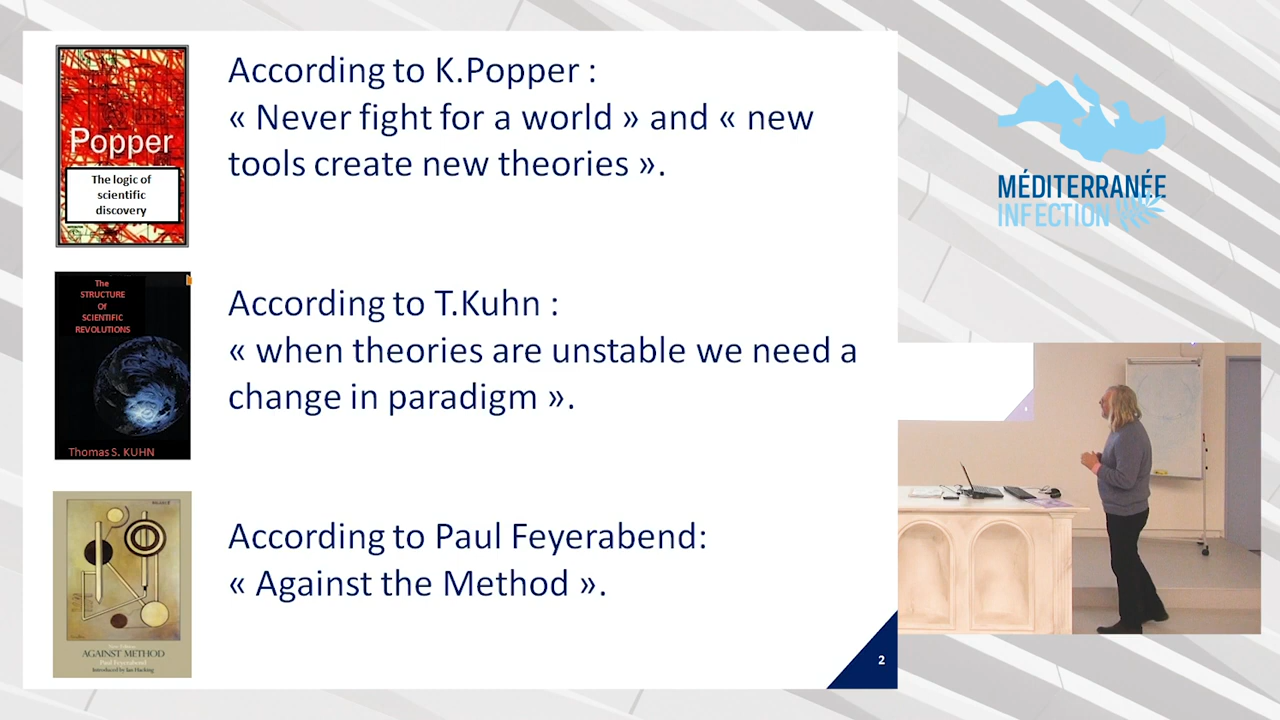 According to K.Popper :
« Never fight for a world » and « new
tools create new theories ».
Popper
The logic of
scientific
discovery
According to T.Kuhn :
« when theories are unstable we need a
change in paradigm ».
The
STRUCTURE
Of
SCIENTIFIC
REVOLUTIONS
Thomas S. KUHN
According to Paul Feyerabend:
« Against the Method ».
AGAINST METHOD
Paul Feyerabend
Introduced by Ian Hacking
2
MÉDITERRANÉE
INFECTION